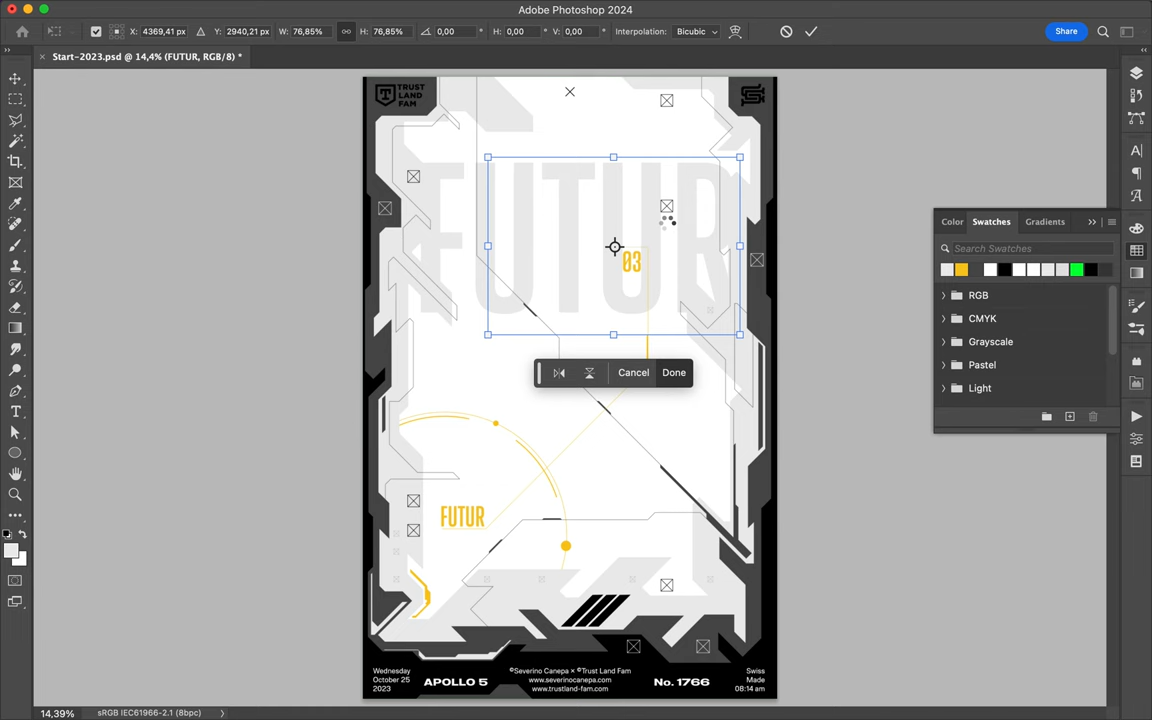 Adobe Photoshop 2024
X: 4369,41 px
Y: 2940,21 px
W: 76,85%
H: 76,85%
0,00
°
H: 0,00
°
V: 0,00
°
Interpolation:
Bicubic
Share
Start-2023.psd @ 14,4% (FUTUR, RGB/8) *
TRUST
LAND
FAM
FUTUR
03
Cancel
Done
FUTUR
Wednesday
October 25
2023
APOLLO 5
©Severino Canepa × ©Trust Land Fam
www.severinocanepa.com
www.trustland-fam.com
No. 1766
Swiss
Made
08:14 am
Color
Swatches
Gradients
Search Swatches
RGB
CMYK
Grayscale
Pastel
Light
14,39%
sRGB IEC61966-2.1 (8bpc)